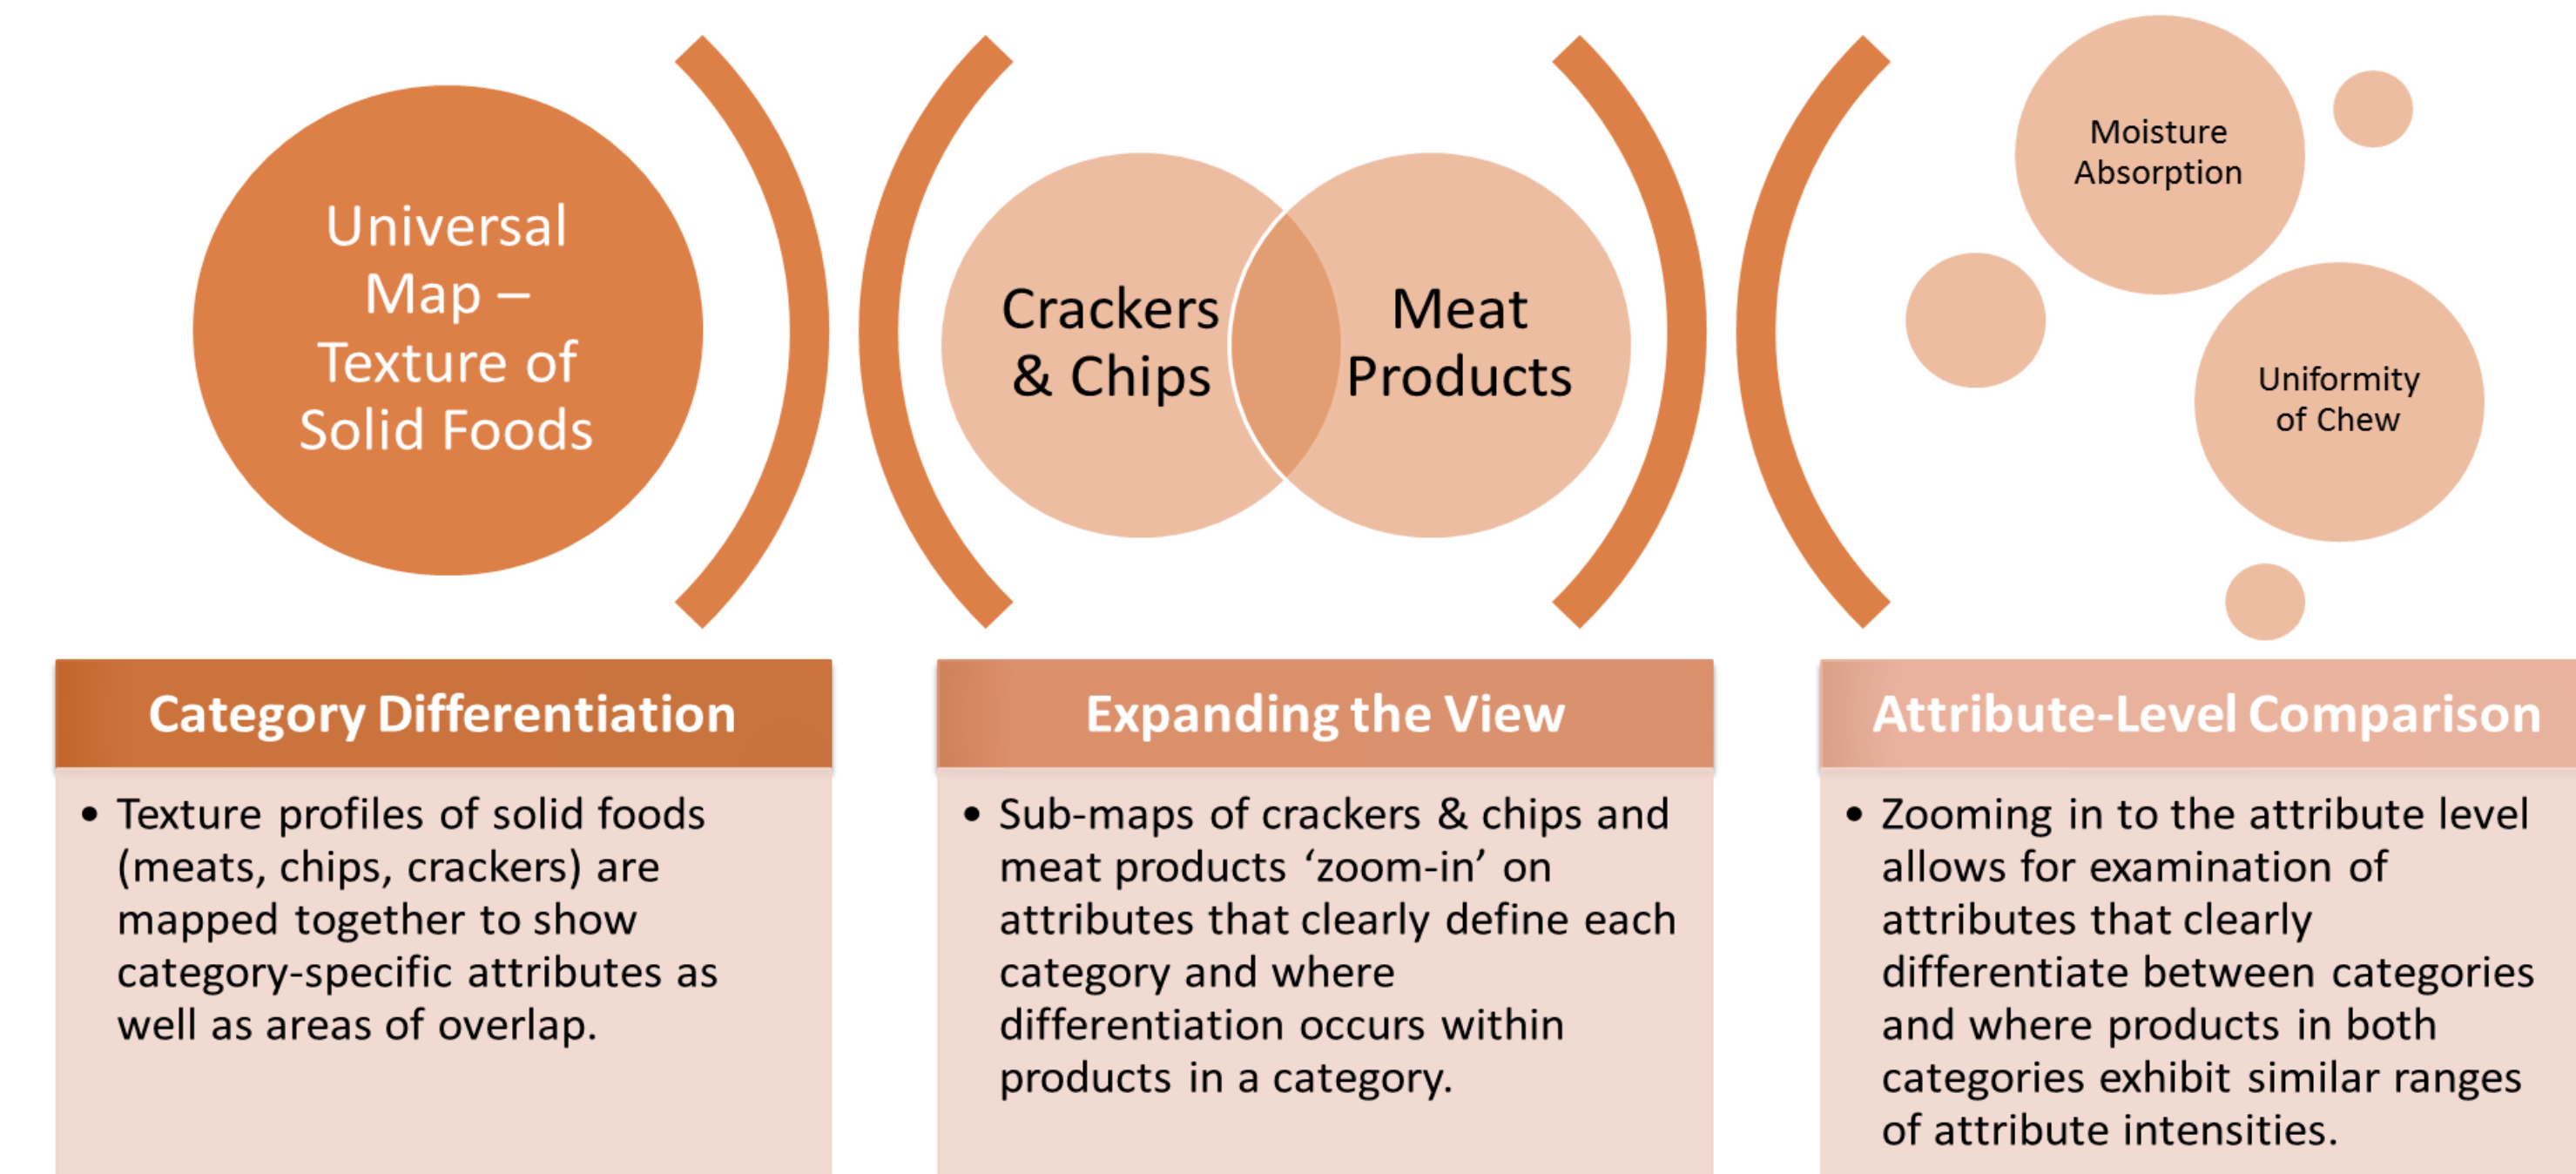 Universal
Map –
Texture of
Solid Foods
Crackers
& Chips
Meat
Products
Moisture
Absorption
Uniformity
of Chew
Category Differentiation
• Texture profiles of solid foods
(meats, chips, crackers) are
mapped together to show
category-specific attributes as
well as areas of overlap.
Expanding the View
• Sub-maps of crackers & chips and
meat products ‘zoom-in’ on
attributes that clearly define each
category and where
differentiation occurs within
products in a category.
Attribute-Level Comparison
• Zooming in to the attribute level
allows for examination of
attributes that clearly
differentiate between categories
and where products in both
categories exhibit similar ranges
of attribute intensities.